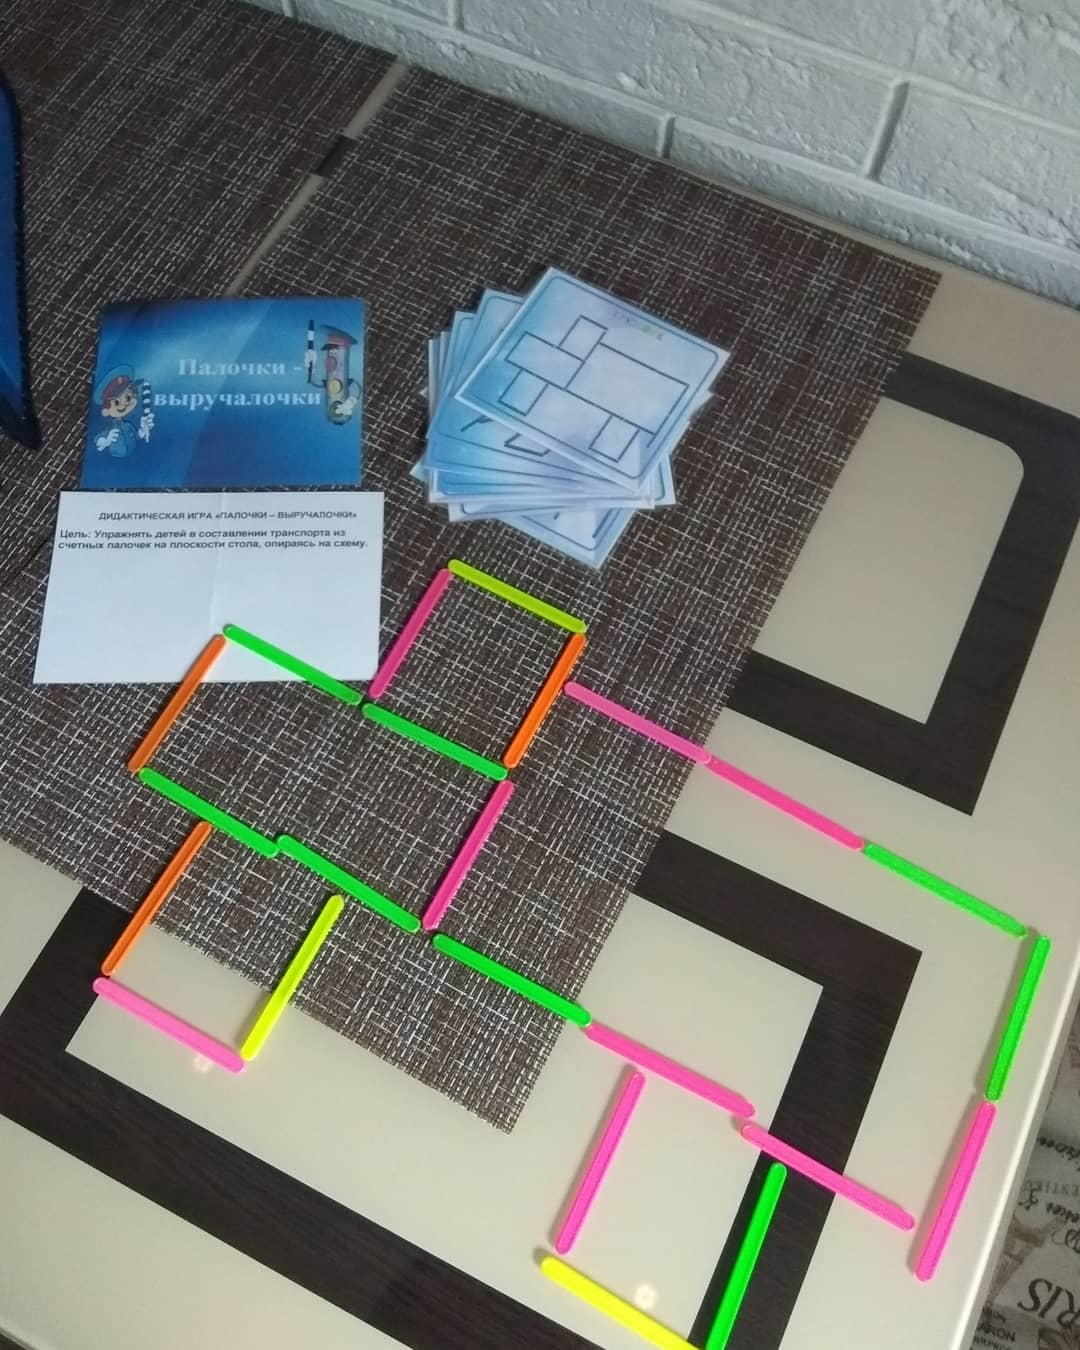 Палочки -
выручалочки
ДИДАКТИЧЕСКАЯ ИГРА «ПАЛОЧКИ – ВЫРУЧАЛОЧКИ»
Цель: Упражнять детей в составлении транспорта из
счетных палочек на плоскости стола, опираясь на схему.